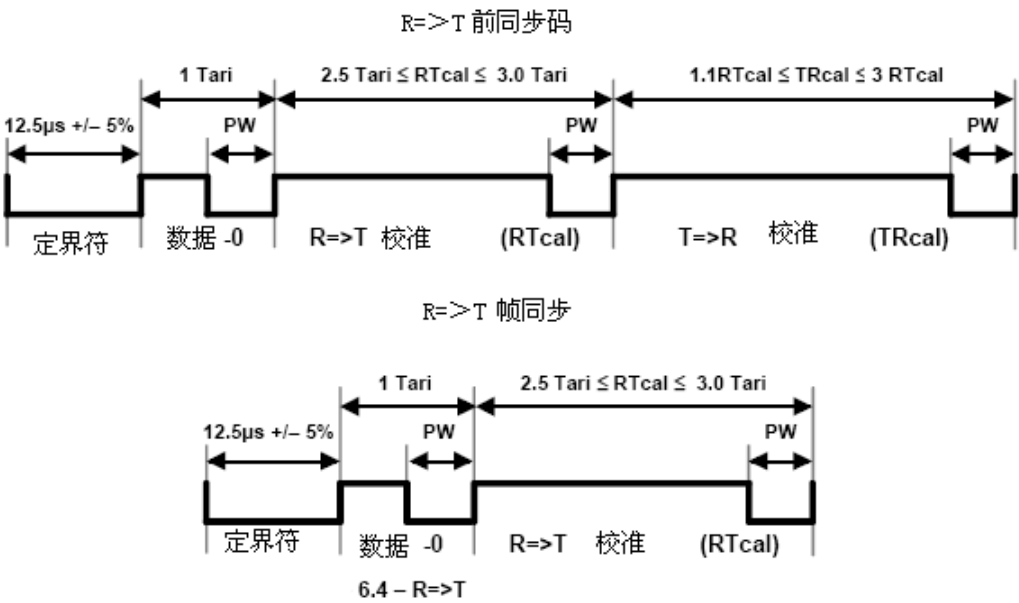 R=＞T 前同步码
1 Tari
2.5 Tari ≤ RTcal ≤ 3.0 Tari
1.1RTcal ≤ TRcal ≤ 3 RTcal
12.5µs +/– 5%
PW
PW
PW
定界符
数据 -0
R=>T 校准 (RTcal)
T=>R 校准 (TRcal)
R=＞T 帧同步
1 Tari
2.5 Tari ≤ RTcal ≤ 3.0 Tari
12.5µs +/– 5%
PW
PW
定界符
数据 -0
R=>T 校准 (RTcal)
6.4 – R=>T